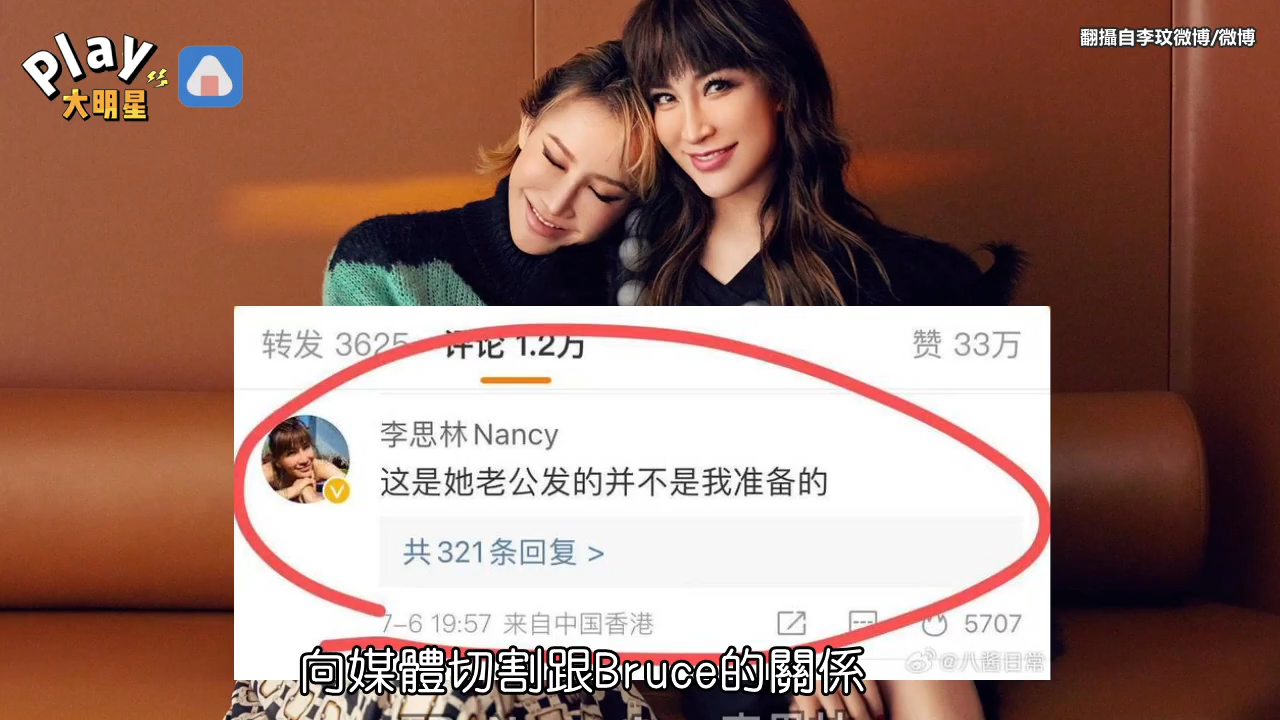 Play
大明星
翻攝自李玟微博/微博
转发 3625 评论 1.2万 赞 33万
李思林Nancy
这是她老公发的并不是我准备的
共321条回复 >
7-6 19:57 来自中国香港 5707
@八酱日常
向媒體切割跟Bruce的關係